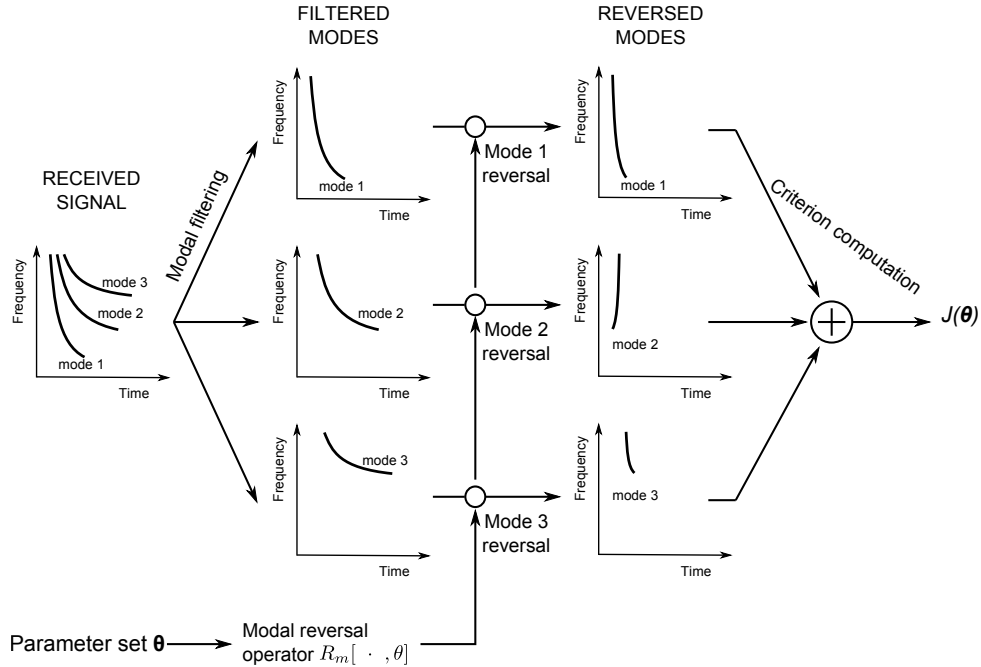 FILTERED
MODES
REVERSED
MODES
RECEIVED
SIGNAL
Frequency
mode 3
mode 2
mode 1
Time
Modal filtering
Frequency
mode 1
Time
Frequency
mode 2
Time
Frequency
mode 3
Time
Mode 1
reversal
Mode 2
reversal
Mode 3
reversal
Frequency
mode 1
Time
Frequency
mode 2
Time
Frequency
mode 3
Time
Criterion computation
J(θ)
Parameter set θ
Modal reversal
operator R_m[ · , θ]